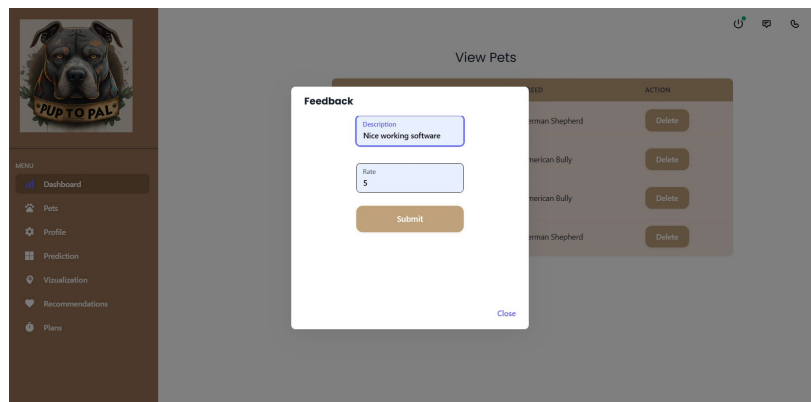 PUP TO PAL
MENU
Dashboard
Pets
Profile
Prediction
Vizualization
Recommendations
Plans
View Pets
EED
ACTION
erman Shepherd
Delete
merican Bully
Delete
merican Bully
Delete
erman Shepherd
Delete
Feedback
Description
Nice working software
Rate
5
Submit
Close